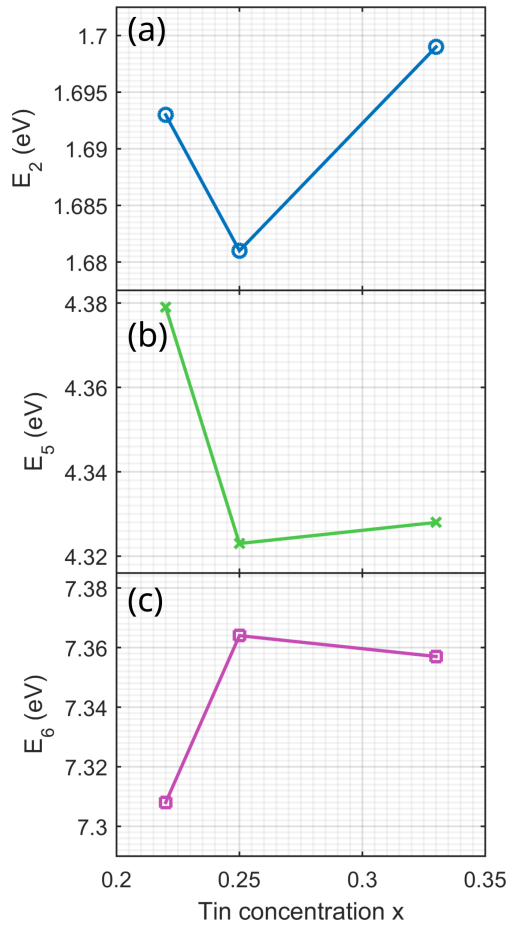 (a)
1.7
1.695
1.69
1.685
1.68
E₂ (eV)
(b)
4.38
4.36
4.34
4.32
E₅ (eV)
(c)
7.38
7.36
7.34
7.32
7.3
E₆ (eV)
0.2 0.25 0.3 0.35
Tin concentration x